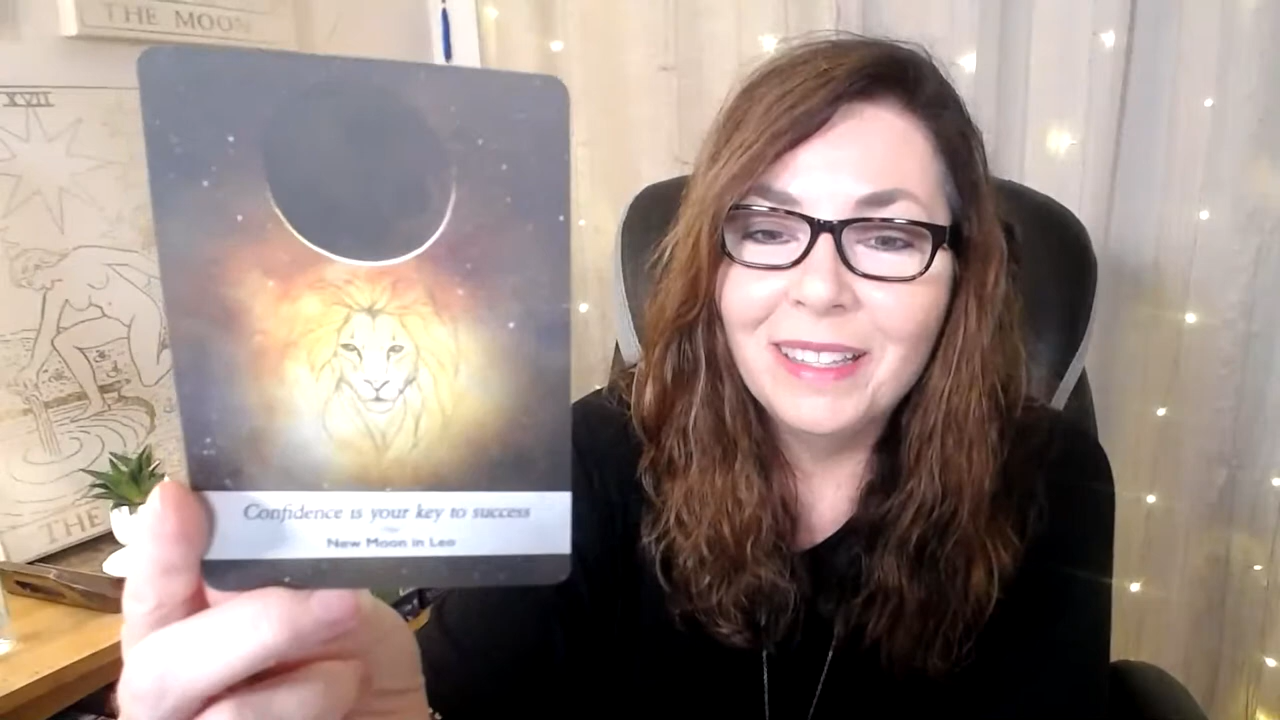 THE MOON
XVII
THE
Confidence is your key to success
New Moon in Leo